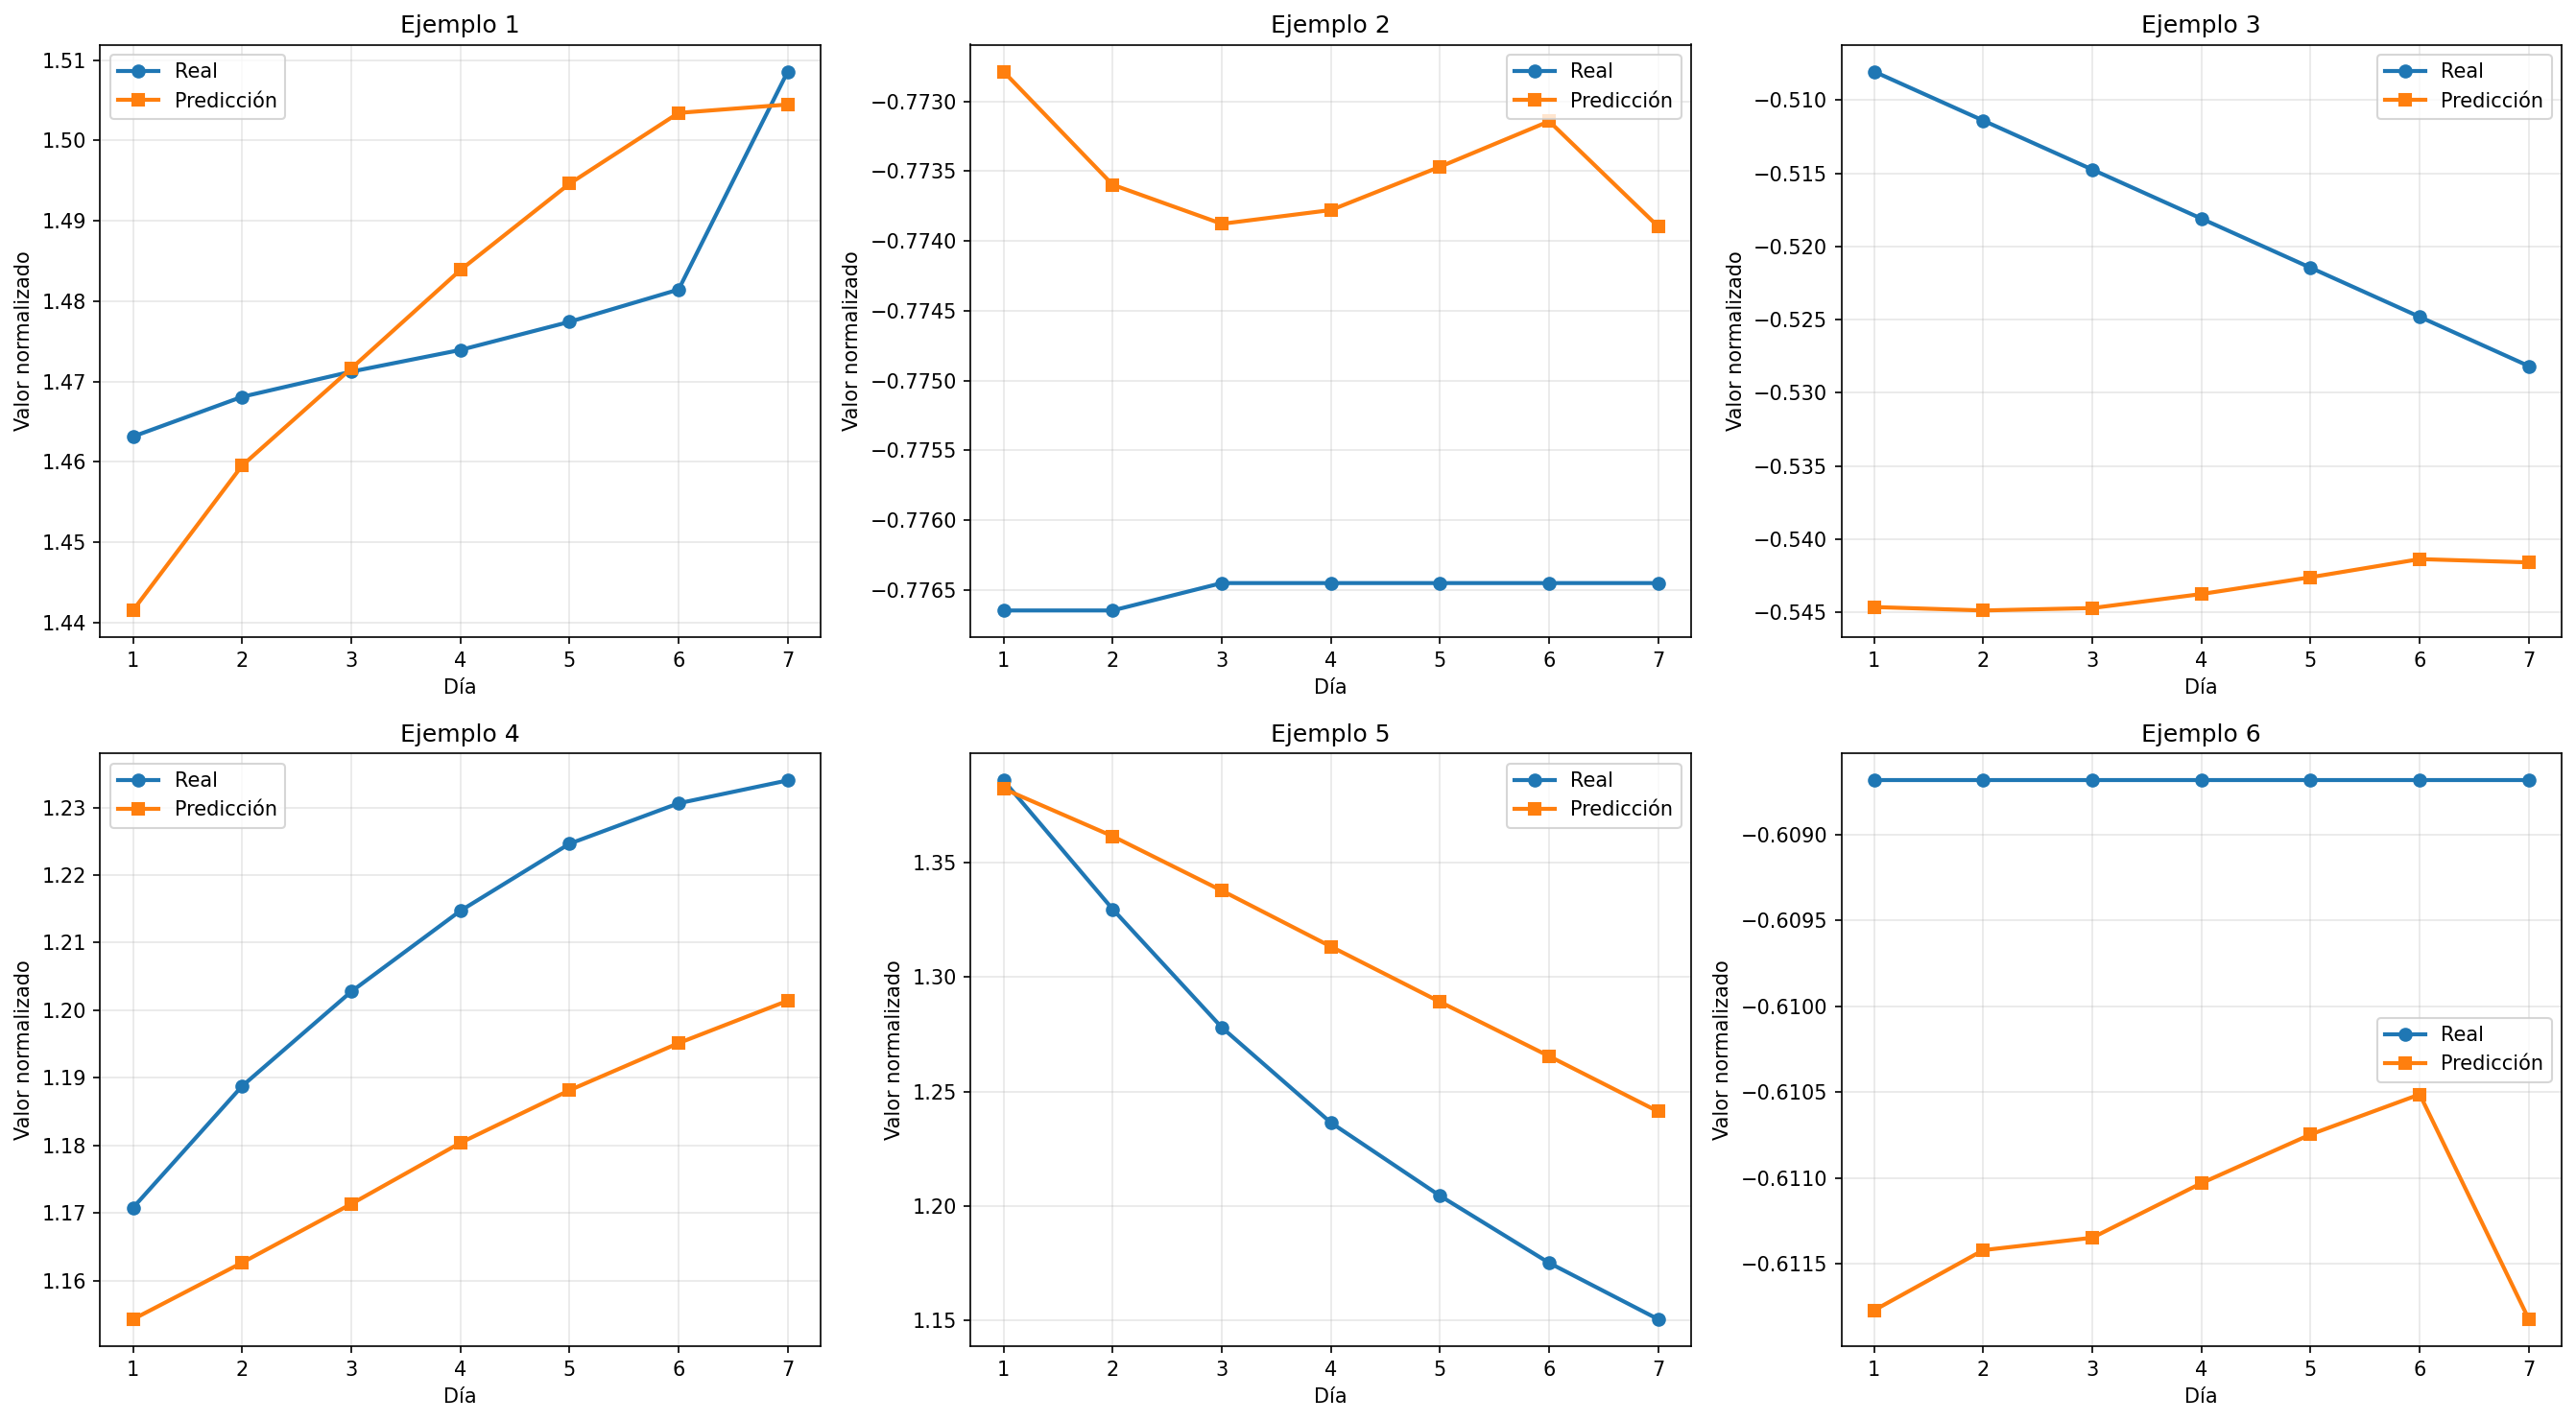 Ejemplo 1
Real
Predicción
1.51
1.50
1.49
1.48
1.47
1.46
1.45
1.44
Valor normalizado
1 2 3 4 5 6 7
Día
Ejemplo 2
Real
Predicción
−0.7730
−0.7735
−0.7740
−0.7745
−0.7750
−0.7755
−0.7760
−0.7765
Valor normalizado
1 2 3 4 5 6 7
Día
Ejemplo 3
Real
Predicción
−0.510
−0.515
−0.520
−0.525
−0.530
−0.535
−0.540
−0.545
Valor normalizado
1 2 3 4 5 6 7
Día
Ejemplo 4
Real
Predicción
1.23
1.22
1.21
1.20
1.19
1.18
1.17
1.16
Valor normalizado
1 2 3 4 5 6 7
Día
Ejemplo 5
Real
Predicción
1.35
1.30
1.25
1.20
1.15
Valor normalizado
1 2 3 4 5 6 7
Día
Ejemplo 6
−0.6090
−0.6095
−0.6100
Real
Predicción
−0.6105
−0.6110
−0.6115
Valor normalizado
1 2 3 4 5 6 7
Día